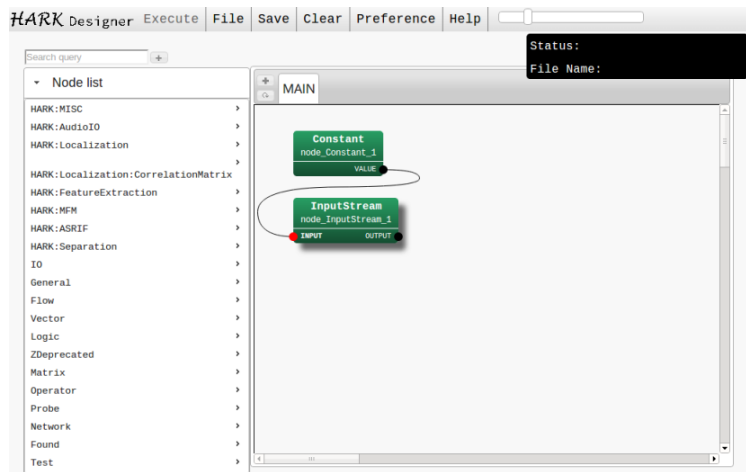 HARK Designer Execute File Save Clear Preference Help
Status:
File Name:
Search query
Node list
MAIN
HARK:MISC
HARK:AudioIO
HARK:Localization
HARK:Localization:CorrelationMatrix
HARK:FeatureExtraction
HARK:MFM
HARK:ASRIF
HARK:Separation
IO
General
Flow
Vector
Logic
ZDeprecated
Matrix
Operator
Probe
Network
Found
Test
Constant
node_Constant_1
VALUE
InputStream
node_InputStream_1
INPUT OUTPUT